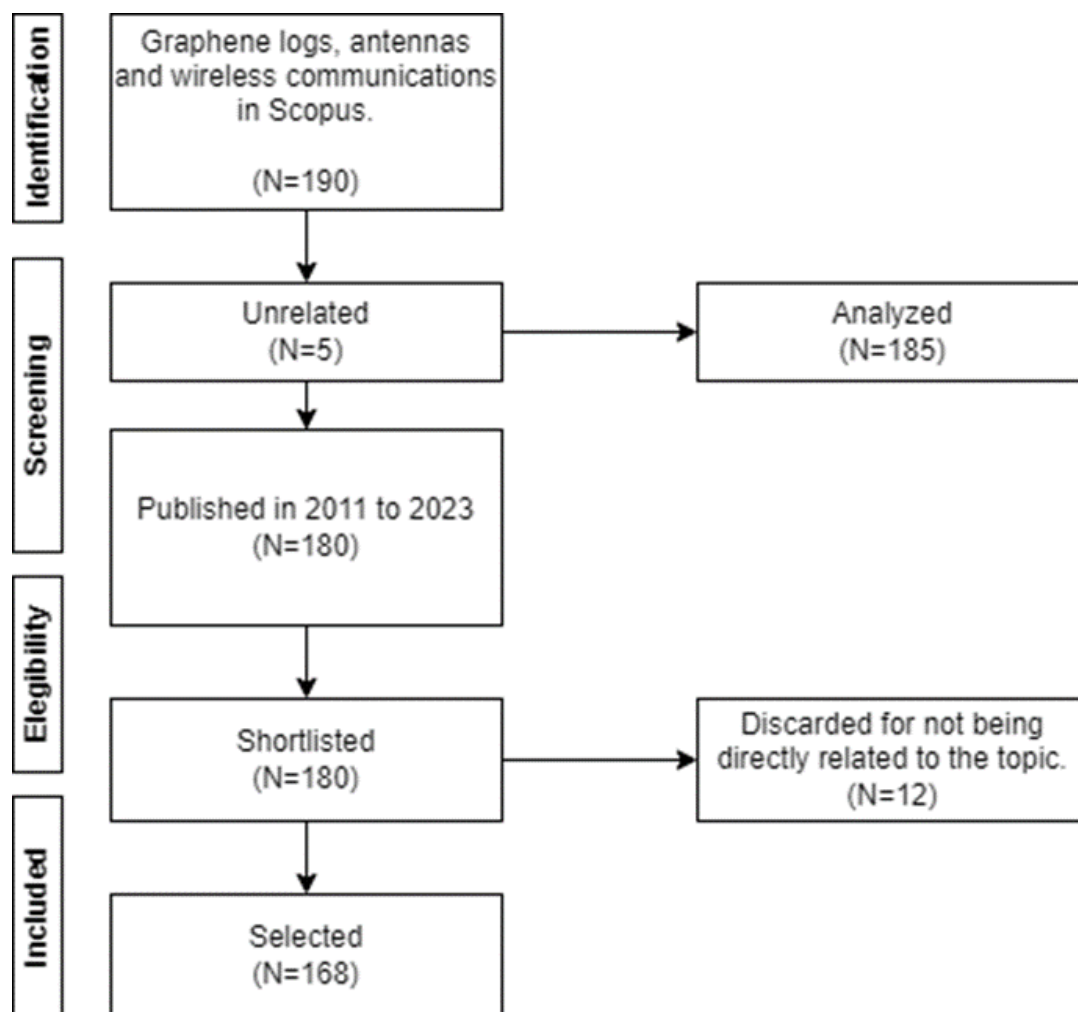 Identification
Graphene logs, antennas
and wireless communications
in Scopus.
(N=190)
Screening
Unrelated
(N=5)
Analyzed
(N=185)
Published in 2011 to 2023
(N=180)
Elegibility
Shortlisted
(N=180)
Discarded for not being
directly related to the topic.
(N=12)
Included
Selected
(N=168)